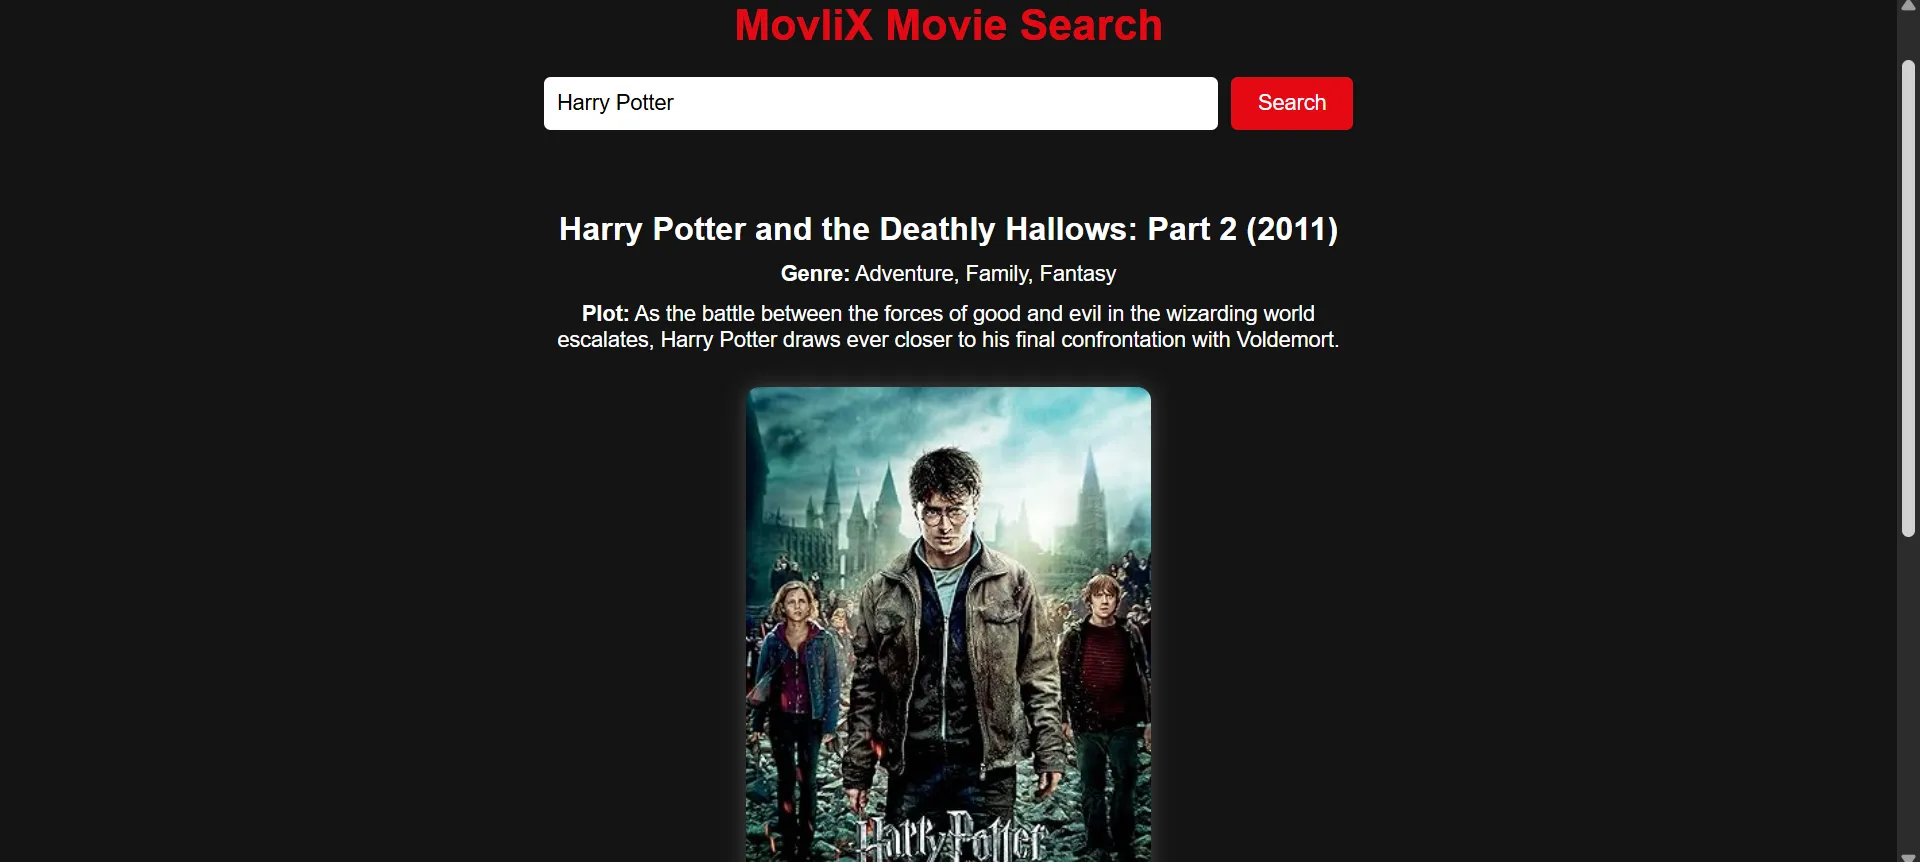 MovliX Movie Search
Harry Potter
Search
Harry Potter and the Deathly Hallows: Part 2 (2011)
Genre: Adventure, Family, Fantasy
Plot: As the battle between the forces of good and evil in the wizarding world
escalates, Harry Potter draws ever closer to his final confrontation with Voldemort.
Harry Potter